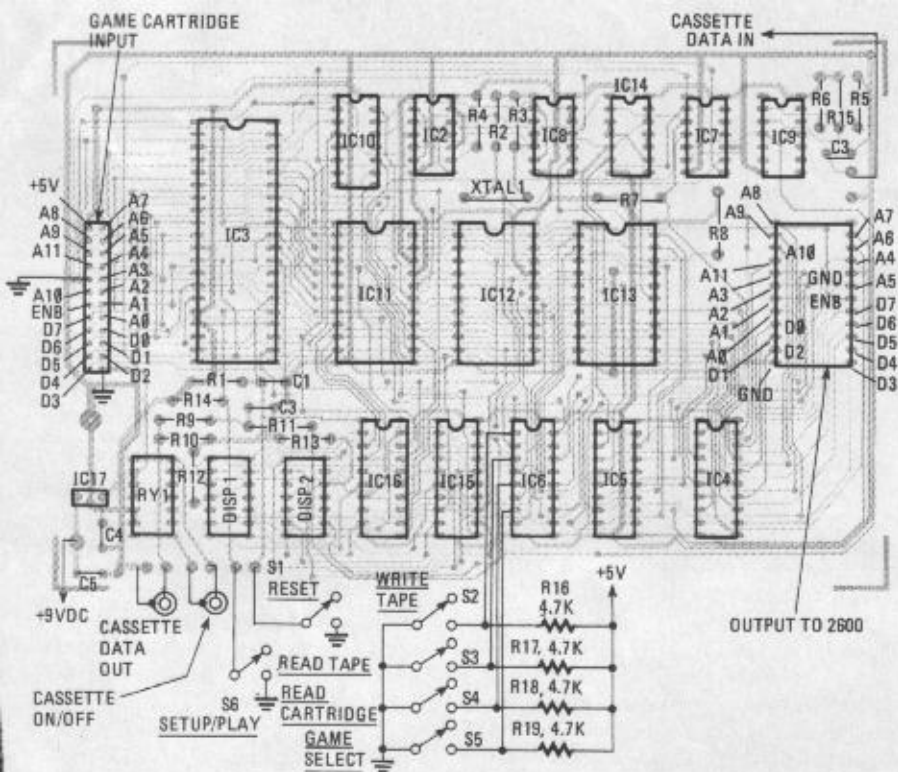 GAME CARTRIDGE
INPUT
CASSETTE
DATA IN
IC14
IC10
IC2
R4
R2
R3
IC8
IC7
IC9
R6
R15
R5
C3
XTAL1
R7
R8
IC3
IC11
IC12
IC13
+5V
A8
A9
A11
A10
ENB
D7
D6
D5
D4
D3
A7
A6
A5
A4
A3
A2
A1
A0
D0
D1
D2
A8
A9
A10
A11
A3
A2
A1
A0
D1
GND
ENB
D0
D2
GND
A7
A6
A4
A5
D7
D6
D5
D4
D3
R1
C1
R14
C3
R9
R11
R10
R13
R12
IC17
RY1
DISP1
DISP2
IC16
IC15
IC6
IC5
IC4
C4
C5
+9VDC
S1
RESET
CASSETTE
DATA
OUT
CASSETTE
ON/OFF
S6
SETUP/PLAY
WRITE
TAPE
READ TAPE
READ
CARTRIDGE
GAME
SELECT
S2
S3
S4
S5
+5V
R16
4.7K
R17, 4.7K
R18, 4.7K
R19, 4.7K
OUTPUT TO 2600